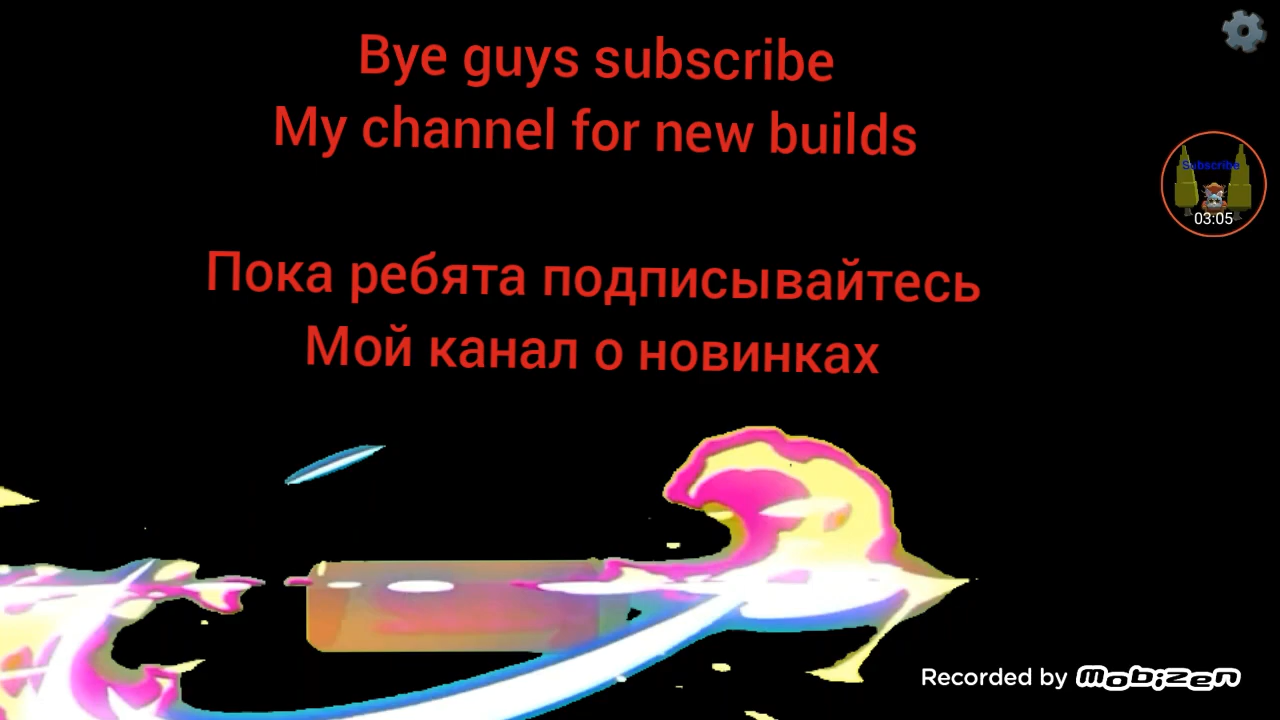 Bye guys subscribe
My channel for new builds
Subscribe
03:05
Пока ребята подписывайтесь
Мой канал о новинках
Recorded by mobizen